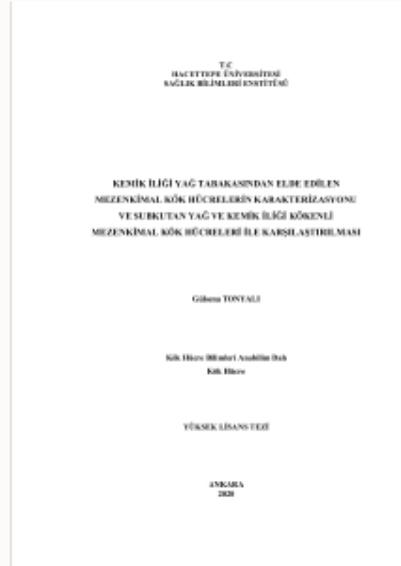 T.C
HACETTEPE ÜNİVERSİTESİ
SAĞLIK BİLİMLERİ ENSTİTÜSÜ
KEMİK İLİĞİ YAĞ TABAKASINDAN ELDE EDİLEN
MEZENKİMAL KÖK HÜCRELERİN KARAKTERİZASYONU
VE SUBKUTAN YAĞ VE KEMİK İLİĞİ KÖKENLİ
MEZENKİMAL KÖK HÜCRELERİ İLE KARŞILAŞTIRILMASI
TONYALI
Kök Hücre Bilimleri Anabilim Dalı
Kök Hücre
YÜKSEK LİSANS TEZİ
ANKARA
2020